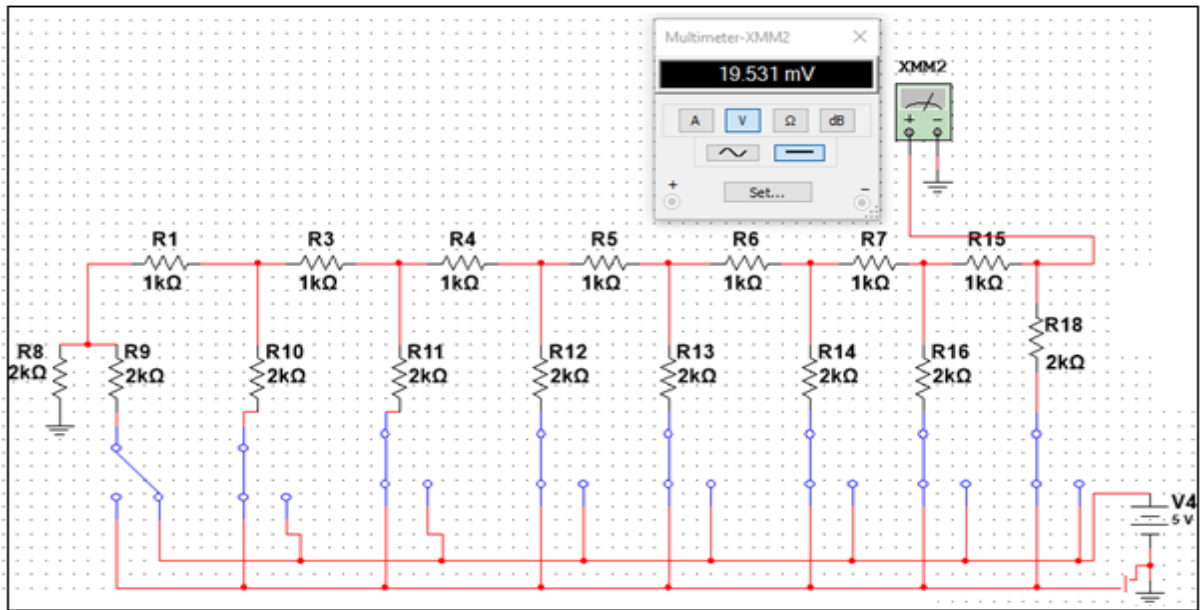 Multimeter-XMM2
19.531 mV
A V Ω dB
+ Set... −
XMM2
+ −
R1 R3 R4 R5 R6 R7 R15
1kΩ 1kΩ 1kΩ 1kΩ 1kΩ 1kΩ 1kΩ
R18
2kΩ
R8 R9 R10 R11 R12 R13 R14 R16
2kΩ 2kΩ 2kΩ 2kΩ 2kΩ 2kΩ 2kΩ 2kΩ
V4
5 V